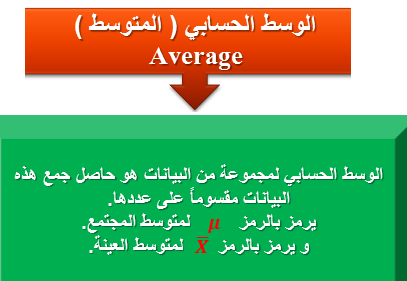 الوسط الحسابي ( المتوسط )
Average
الوسط الحسابي لمجموعة من البيانات هو حاصل جمع هذه
البيانات مقسوماً على عددها.
يرمز بالرمز μ لمتوسط المجتمع.
و يرمز بالرمز X̄ لمتوسط العينة.